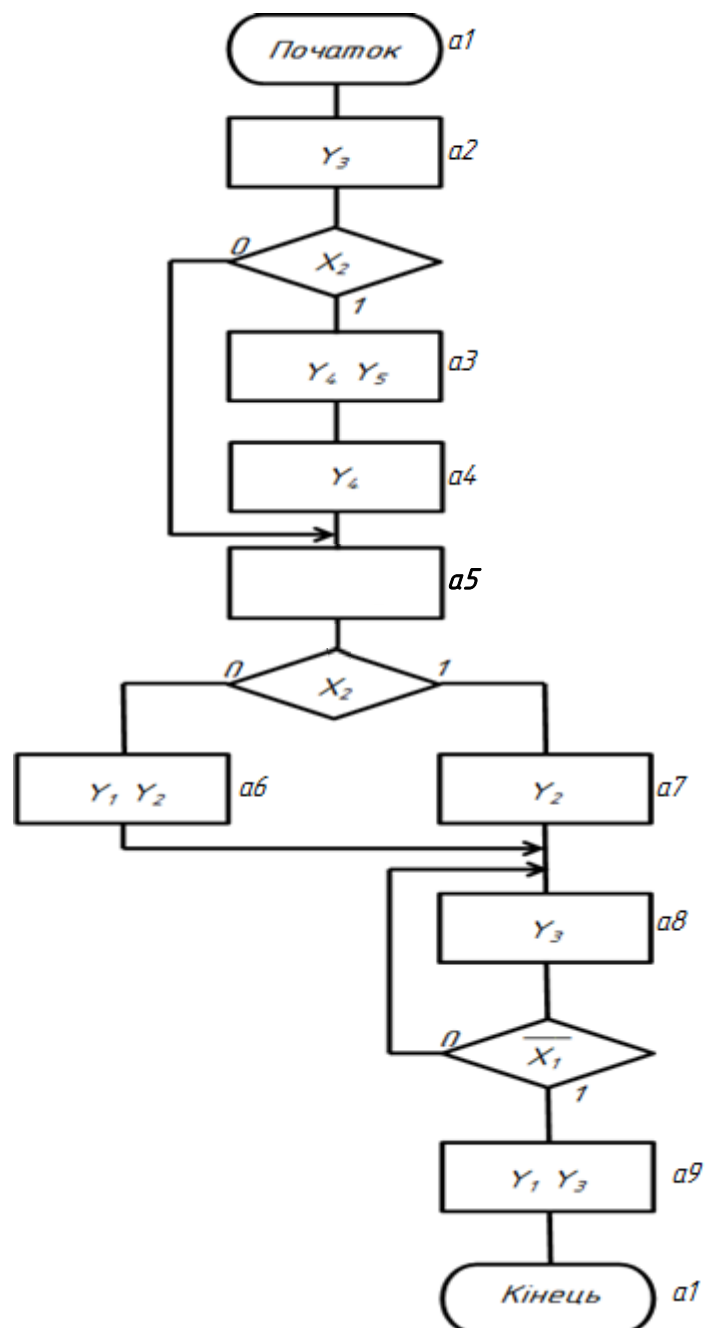 Початок a1
Y₃ a2
0
X₂
1
Y₄ Y₅ a3
Y₄ a4
a5
0 X₂ 1
Y₁ Y₂ a6
Y₂ a7
Y₃ a8
0 X̅₁
1
Y₁ Y₃ a9
Кінець a1